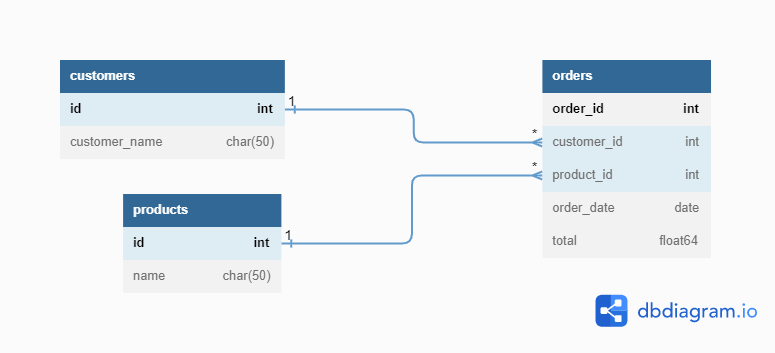 customers
id int
customer_name char(50)
1
products
id int
name char(50)
1
orders
order_id int
* customer_id int
* product_id int
order_date date
total float64
dbdiagram.io